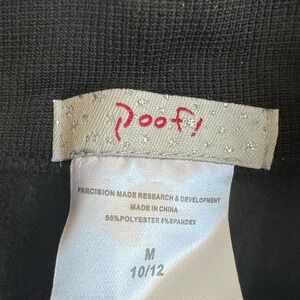 Poof!
PRECISION MADE RESEARCH & DEVELOPMENT
MADE IN CHINA
95%POLYESTER 5%SPANDEX
M
10/12